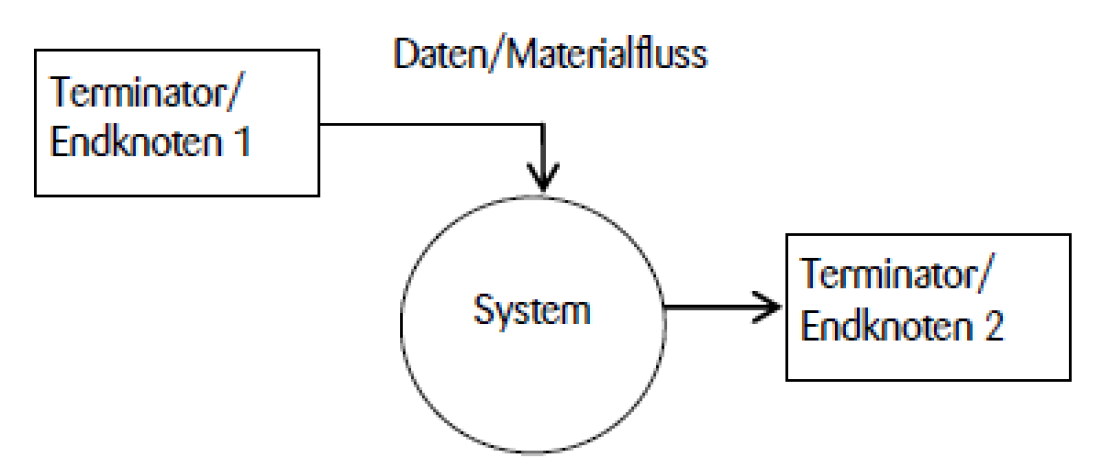 Daten/Materialfluss
Terminator/
Endknoten 1
System
Terminator/
Endknoten 2